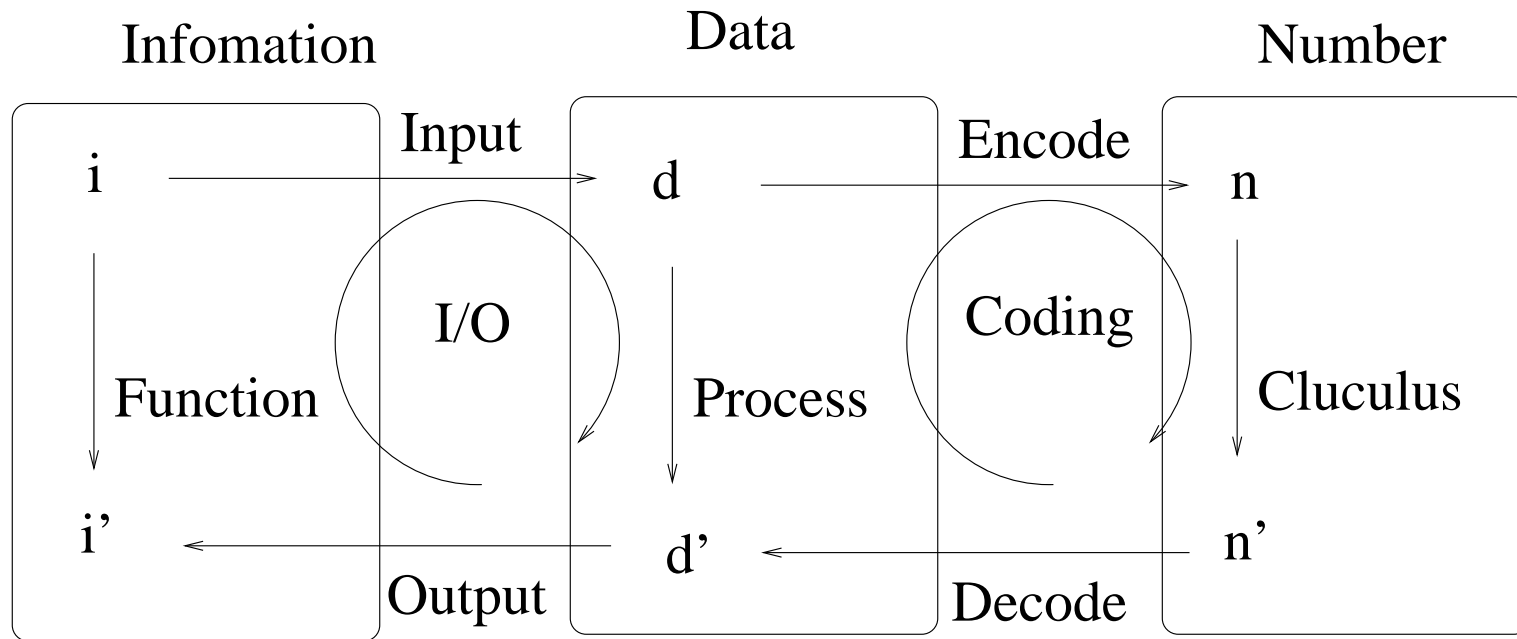 Infomation Data Number
Input Encode
i d n
I/O Coding
Function Process Cluculus
i’ d’ n’
Output Decode